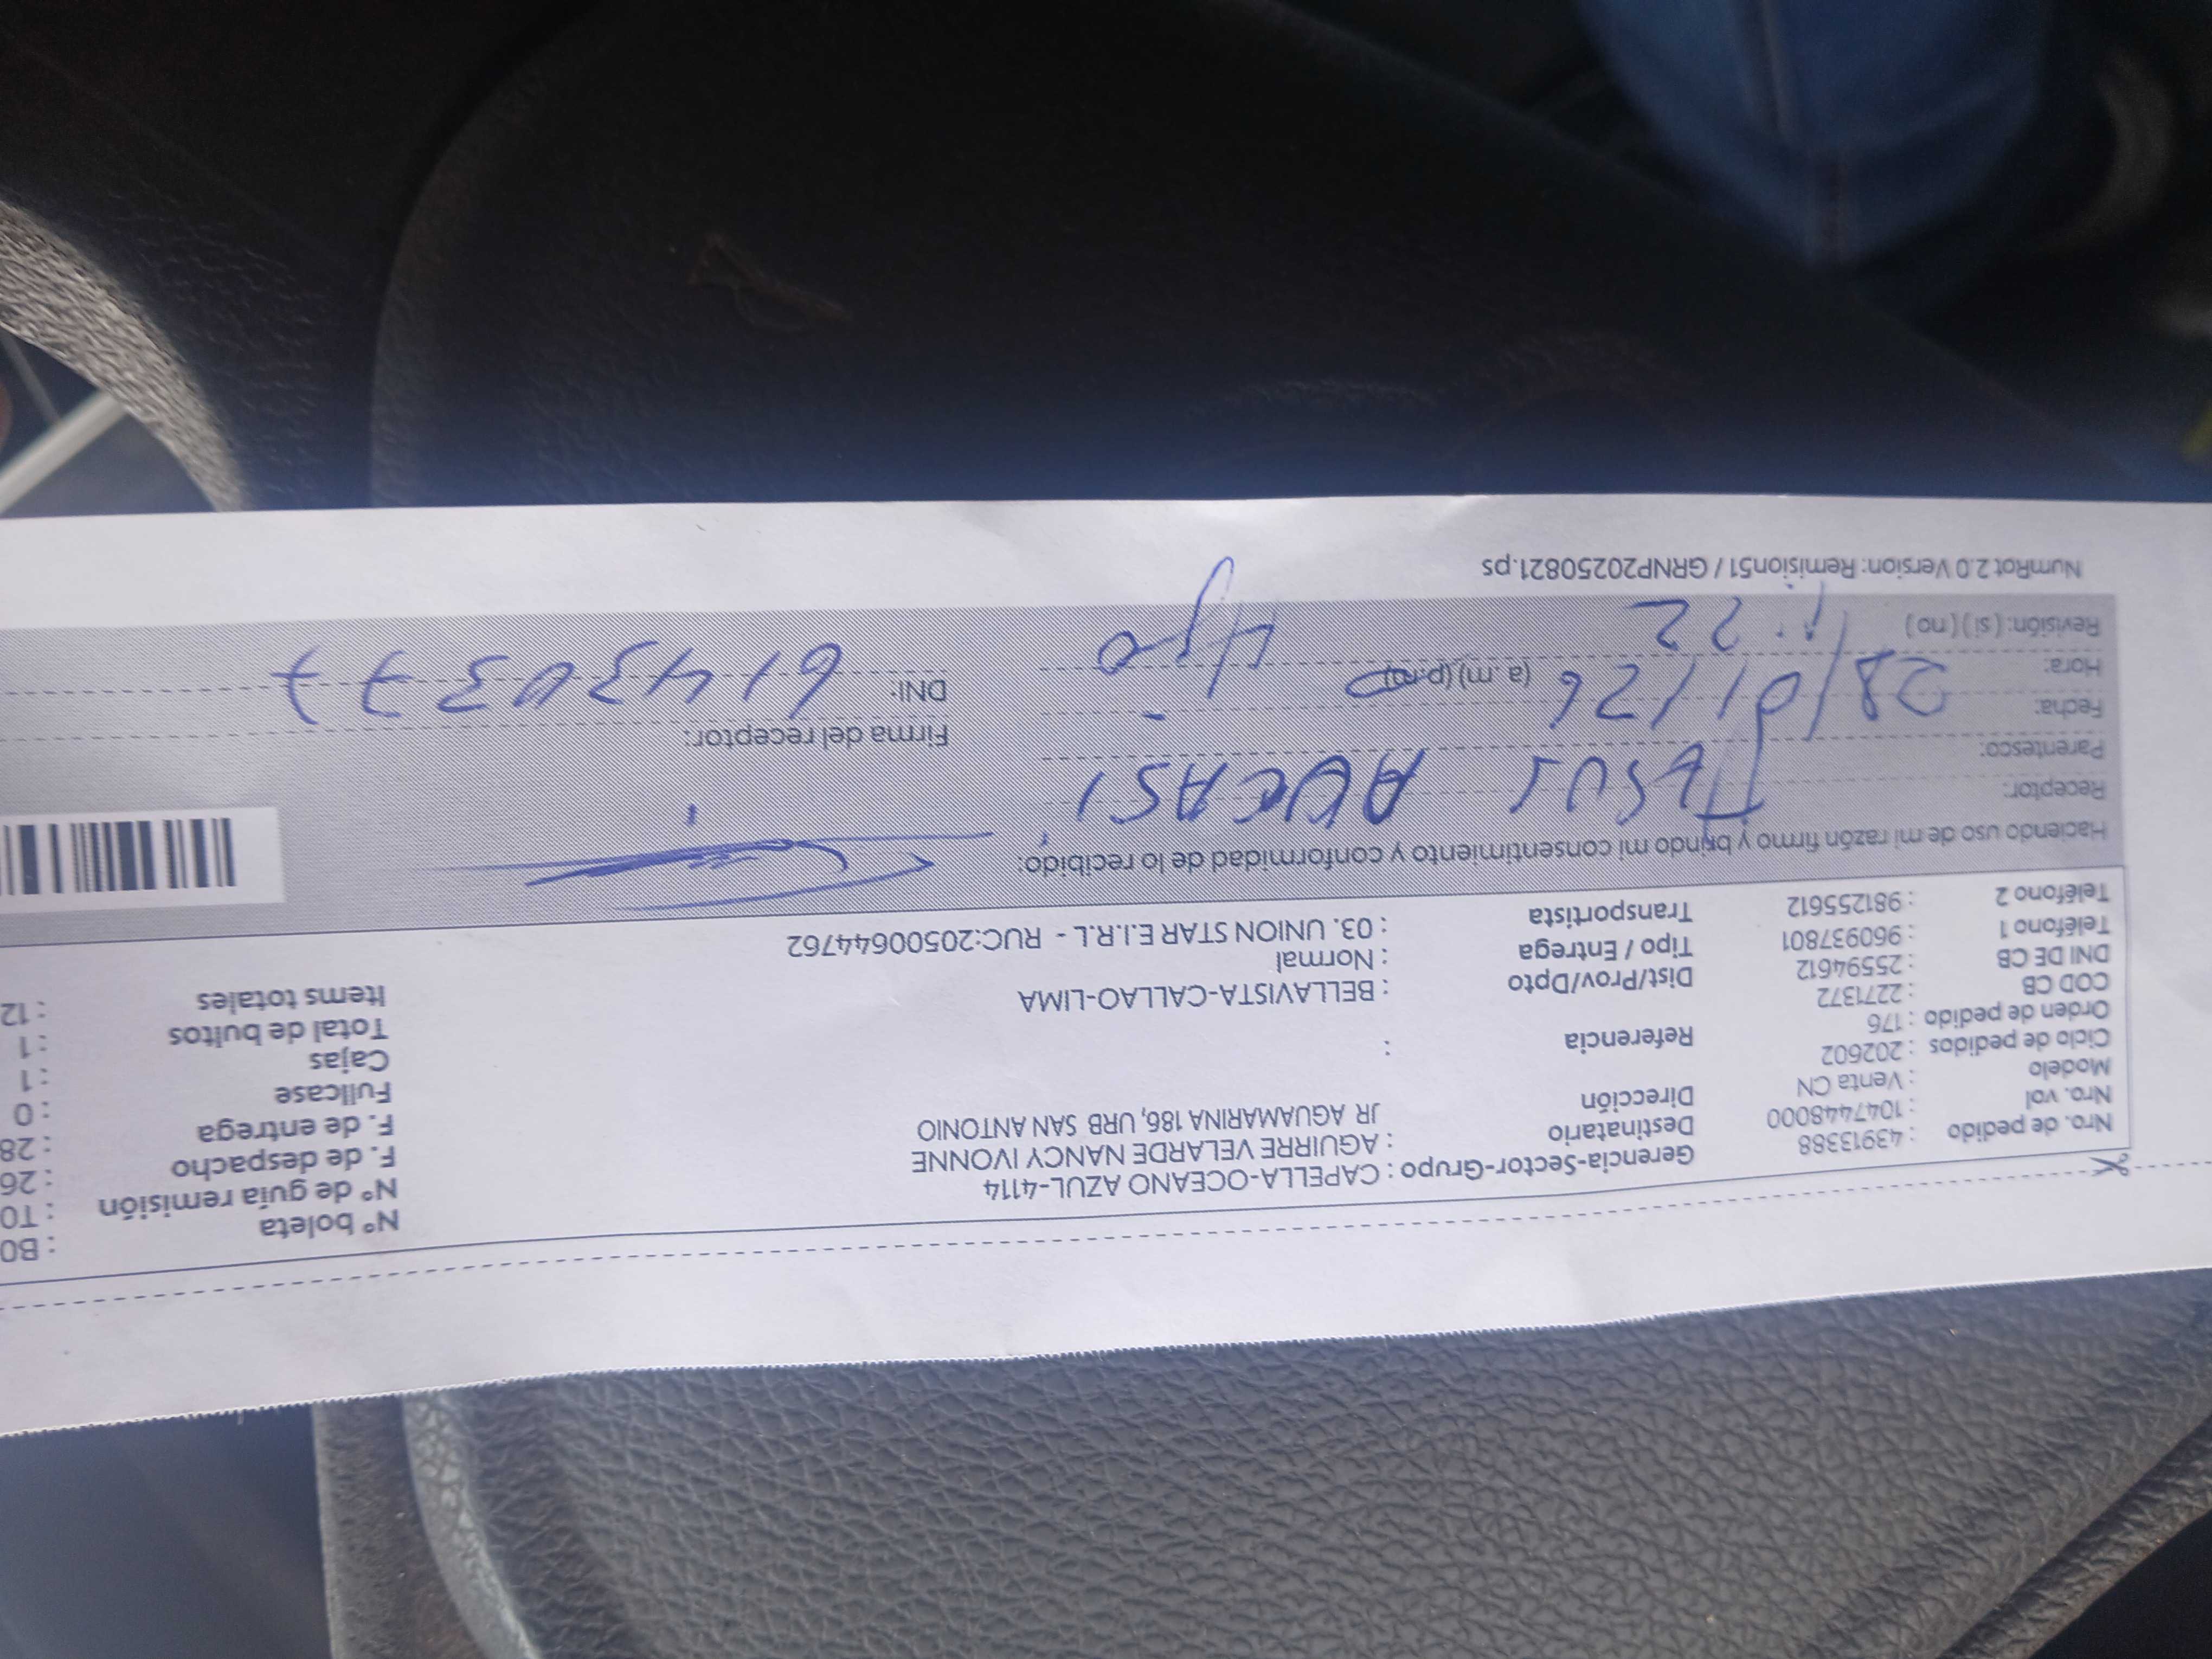 Nro. de pedido : 43913388
Nro. vol : 1047448000
Modelo : Venta CN
Ciclo de pedidos : 202602
Orden de pedido : 176
COD CB : 2271372
DNI DE CB : 25594612
Teléfono 1 : 960937801
Teléfono 2 : 981255612
Gerencia-Sector-Grupo : CAPELLA-OCEANO AZUL-4114
Destinatario : AGUIRRE VELARDE NANCY IVONNE
Dirección JR AGUAMARINA 186, URB SAN ANTONIO
Referencia :
Dist/Prov/Dpto : BELLAVISTA-CALLAO-LIMA
Tipo / Entrega : Normal
Transportista : 03. UNION STAR E.I.R.L - RUC:20500644762
N° boleta : B0
N° de guía remisión : T0
F. de despacho : 26
F. de entrega : 28
Fullcase : 0
Cajas : 1
Total de bultos : 1
Items totales : 12
Haciendo uso de mi razón firmo y brindo mi consentimiento y conformidad de lo recibido:
Receptor: JESUS AUCASI
Parentesco:
Fecha: 28/01/26
Hora: 1:22 (a. m) (p.m)
Revisión: ( si ) ( no )
Firma del receptor:
DNI: 61430377
NumRot 2.0 Version: Remision51 / GRNP20250821.ps